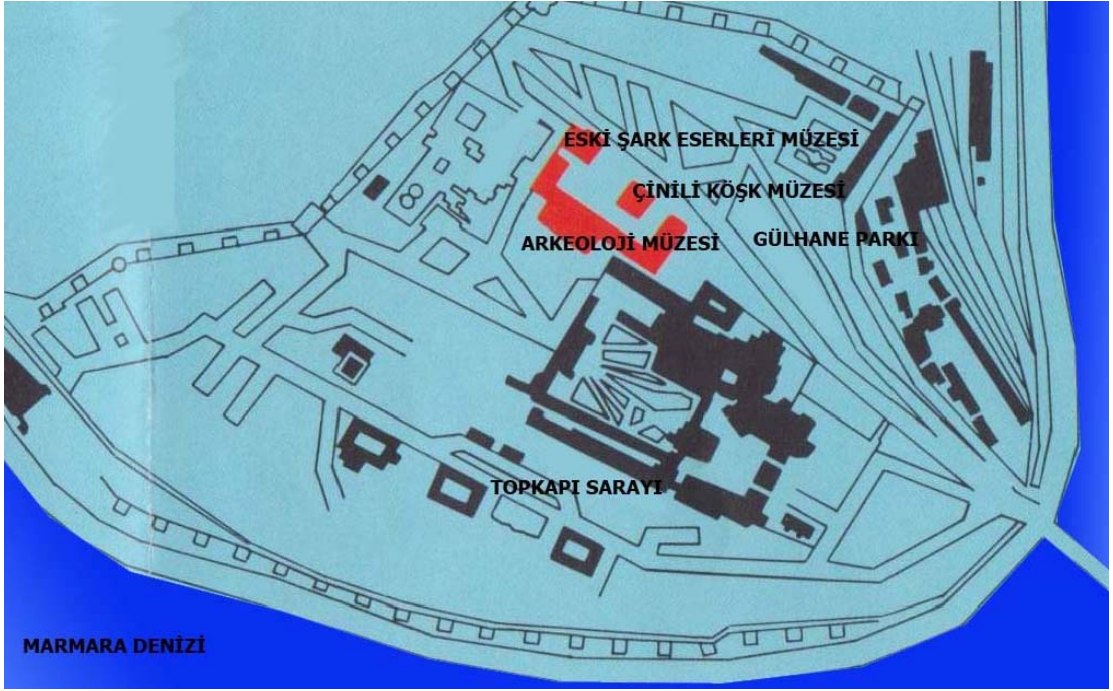 ESKİ ŞARK ESERLERİ MÜZESİ
ÇİNİLİ KÖŞK MÜZESİ
ARKEOLOJİ MÜZESİ
GÜLHANE PARKI
TOPKAPI SARAYI
MARMARA DENİZİ